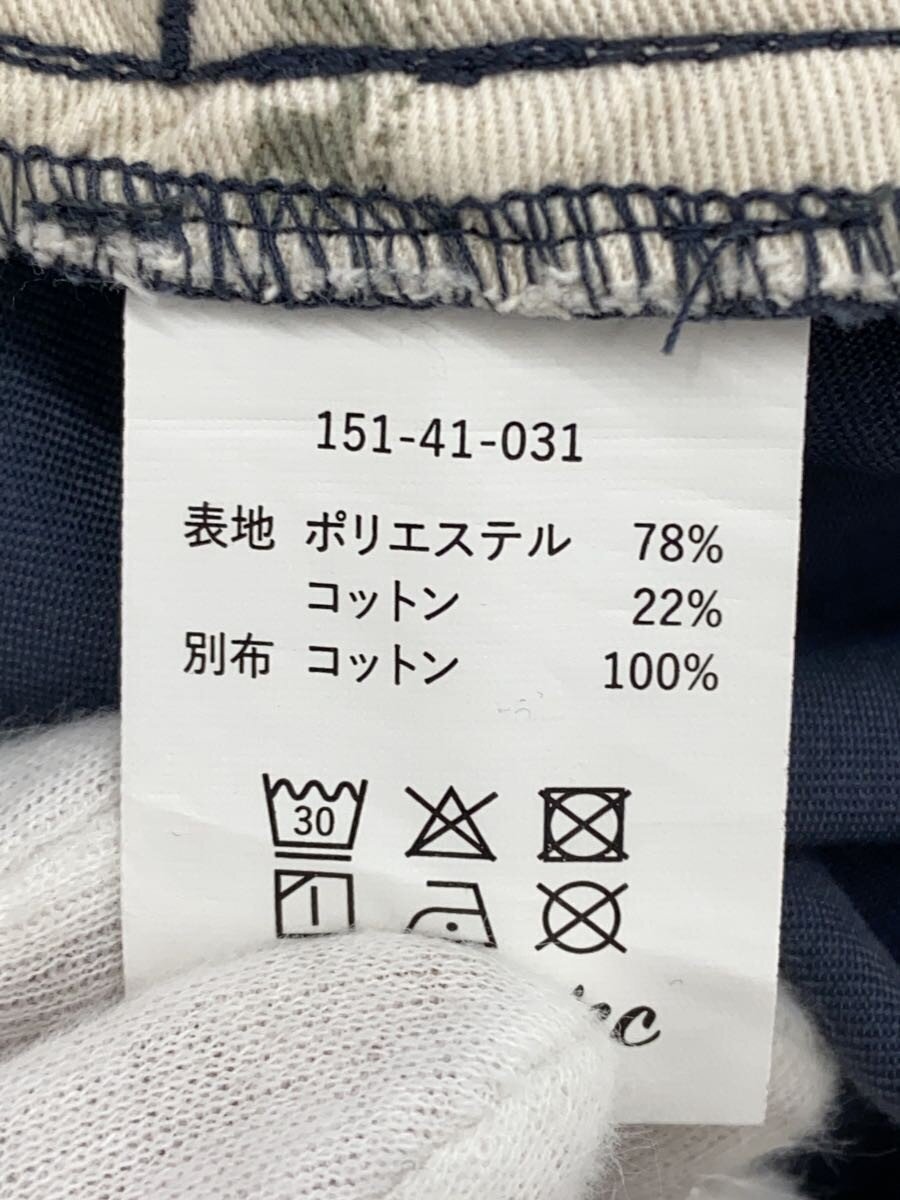 151-41-031
表地 ポリエステル 78%
コットン 22%
別布 コットン 100%
30